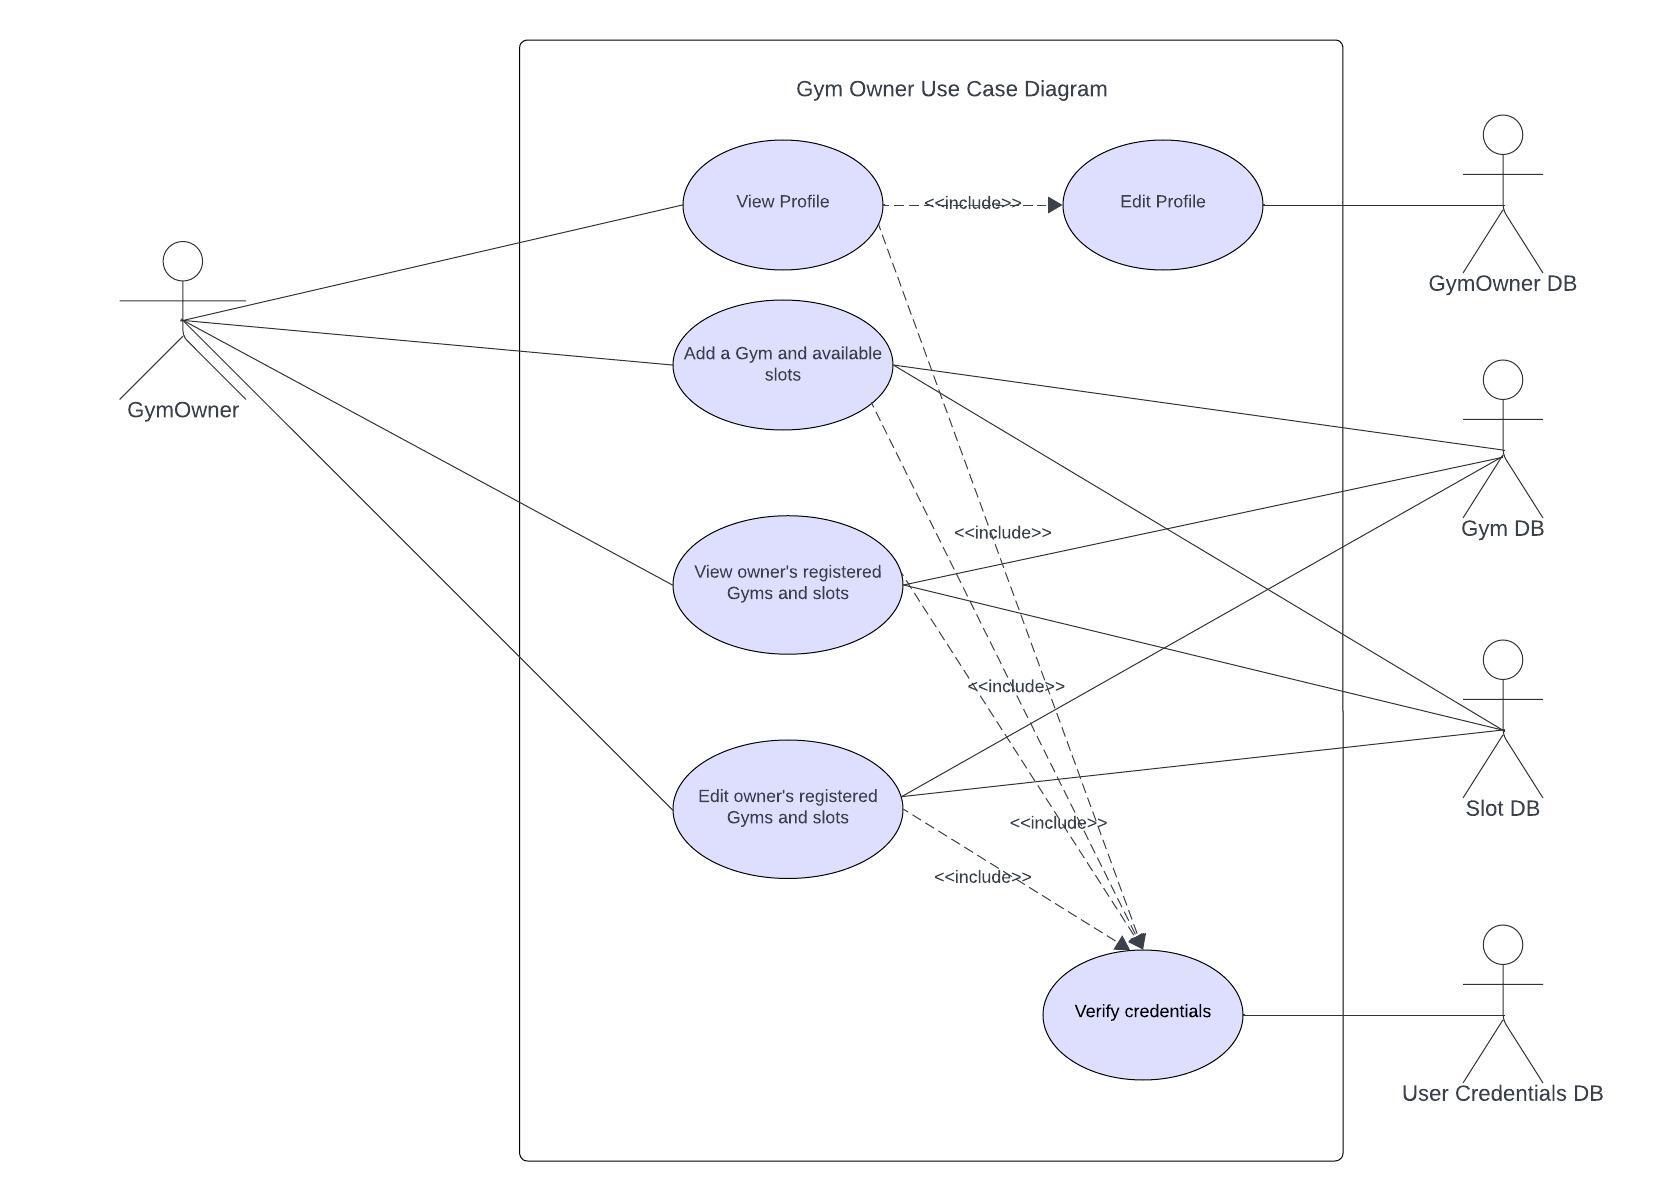 Gym Owner Use Case Diagram
View Profile
<<include>>
Edit Profile
GymOwner DB
Add a Gym and available
slots
GymOwner
Gym DB
<<include>>
View owner's registered
Gyms and slots
<<include>>
Edit owner's registered
Gyms and slots
Slot DB
<<include>>
<<include>>
Verify credentials
User Credentials DB